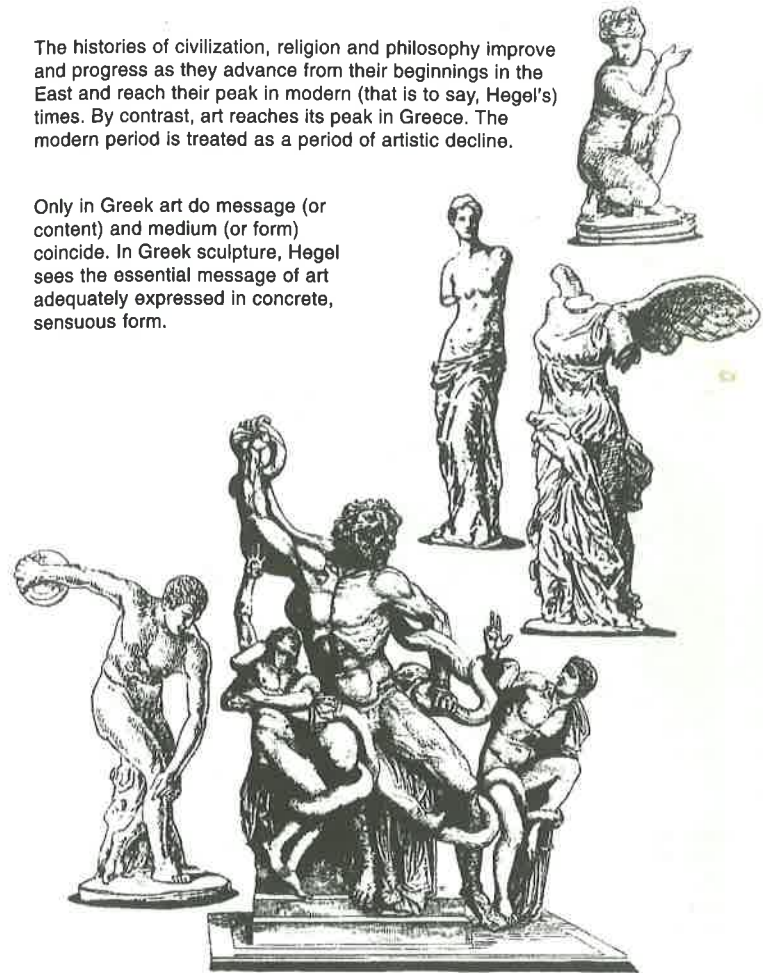 The histories of civilization, religion and philosophy improve
and progress as they advance from their beginnings in the
East and reach their peak in modern (that is to say, Hegel's)
times. By contrast, art reaches its peak in Greece. The
modern period is treated as a period of artistic decline.
Only in Greek art do message (or
content) and medium (or form)
coincide. In Greek sculpture, Hegel
sees the essential message of art
adequately expressed in concrete,
sensuous form.